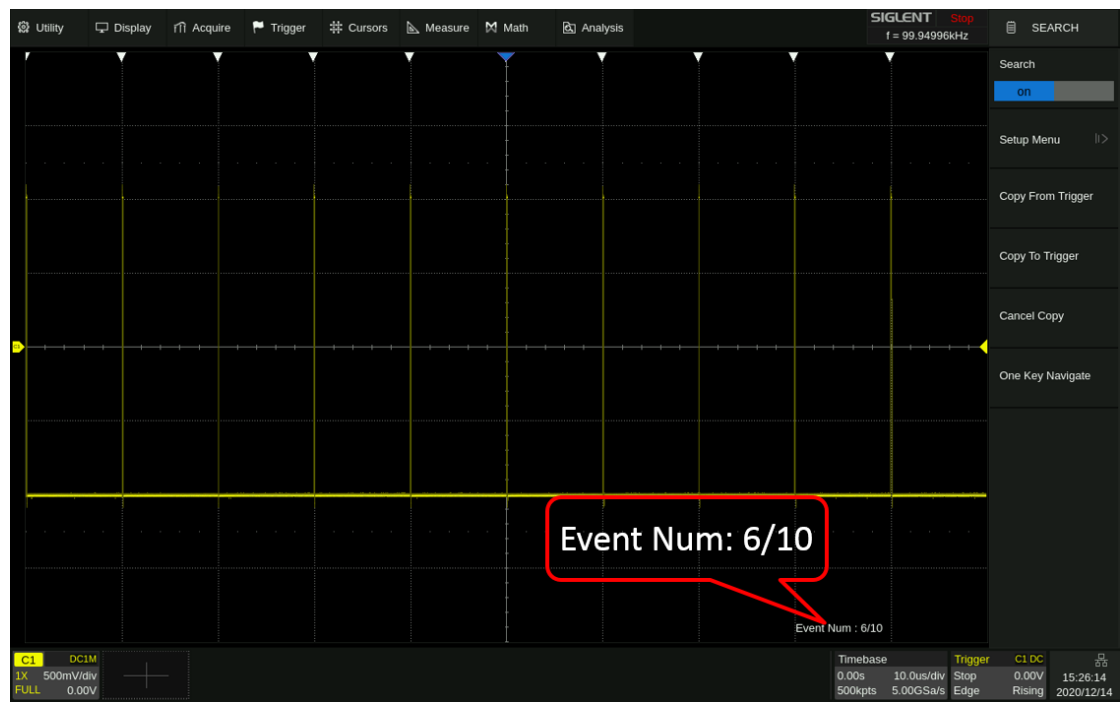 Utility Display Acquire Trigger Cursors Measure Math Analysis
SIGLENT Stop
f = 99.94996kHz
SEARCH
Search
on
Setup Menu
Copy From Trigger
Copy To Trigger
Cancel Copy
One Key Navigate
Event Num: 6/10
Event Num : 6/10
C1 DC1M
1X 500mV/div
FULL 0.00V
Timebase
0.00s 10.0us/div
500kpts 5.00GSa/s
Trigger C1 DC
Stop 0.00V
Edge Rising
15:26:14
2020/12/14